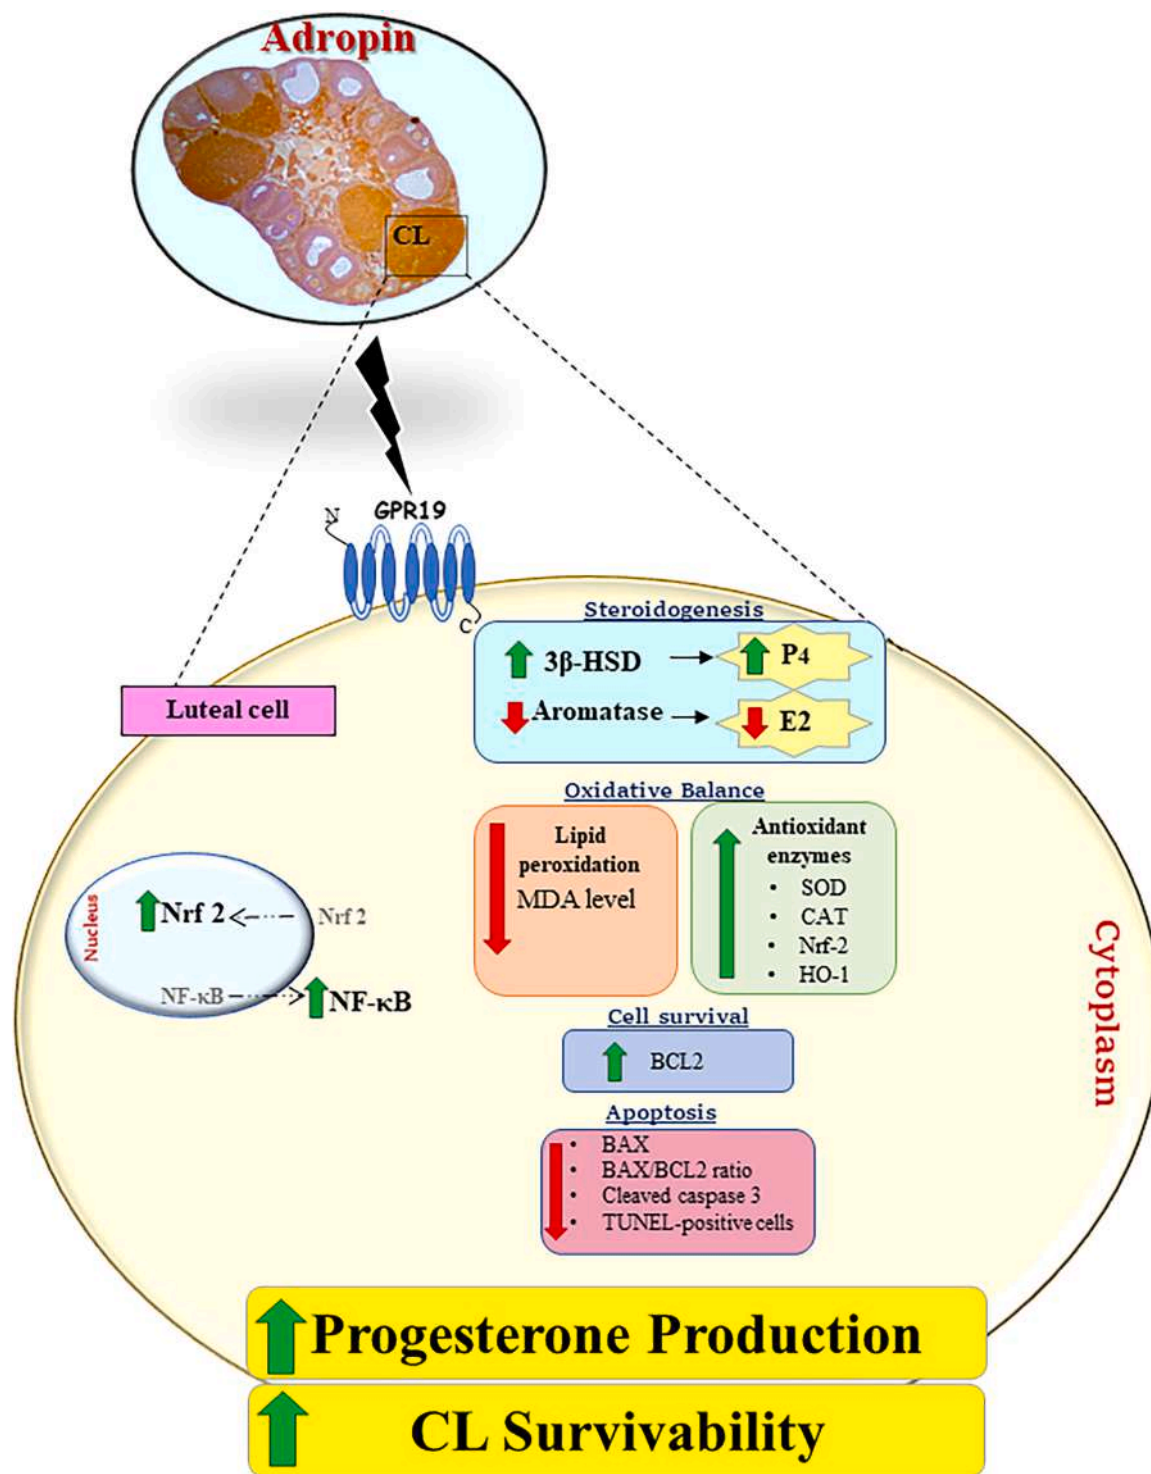 Adropin
CL
GPR19
N
C
Luteal cell
Steroidogenesis
3β-HSD
P4
Aromatase
E2
Oxidative Balance
Lipid
peroxidation
MDA level
Antioxidant
enzymes
• SOD
• CAT
• Nrf-2
• HO-1
Nucleus
Nrf 2
Nrf 2
NF-κB
NF-κB
Cytoplasm
Cell survival
BCL2
Apoptosis
• BAX
• BAX/BCL2 ratio
• Cleaved caspase 3
• TUNEL-positive cells
Progesterone Production
CL Survivability